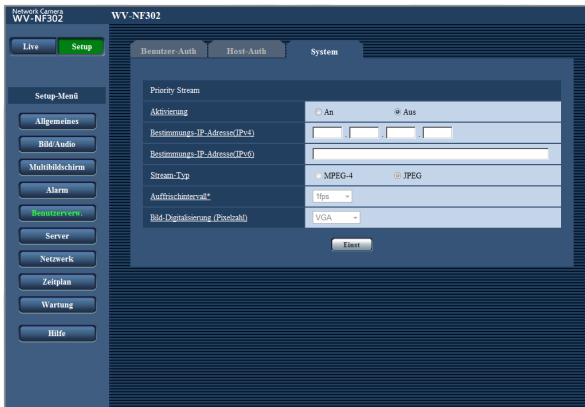 Network Camera
WV-NF302
WV-NF302
Live
Setup
Benutzer-Auth
Host-Auth
System
Setup-Menü
Allgemeines
Bild/Audio
Multibildschirm
Alarm
Benutzerverw.
Server
Netzwerk
Zeitplan
Wartung
Hilfe
Priority Stream
Aktivierung
An
Aus
Bestimmungs-IP-Adresse(IPv4)
. . .
Bestimmungs-IP-Adresse(IPv6)
Stream-Typ
MPEG-4
JPEG
Auffrischintervall*
1fps
Bild-Digitalisierung (Pixelzahl)
VGA
Einst